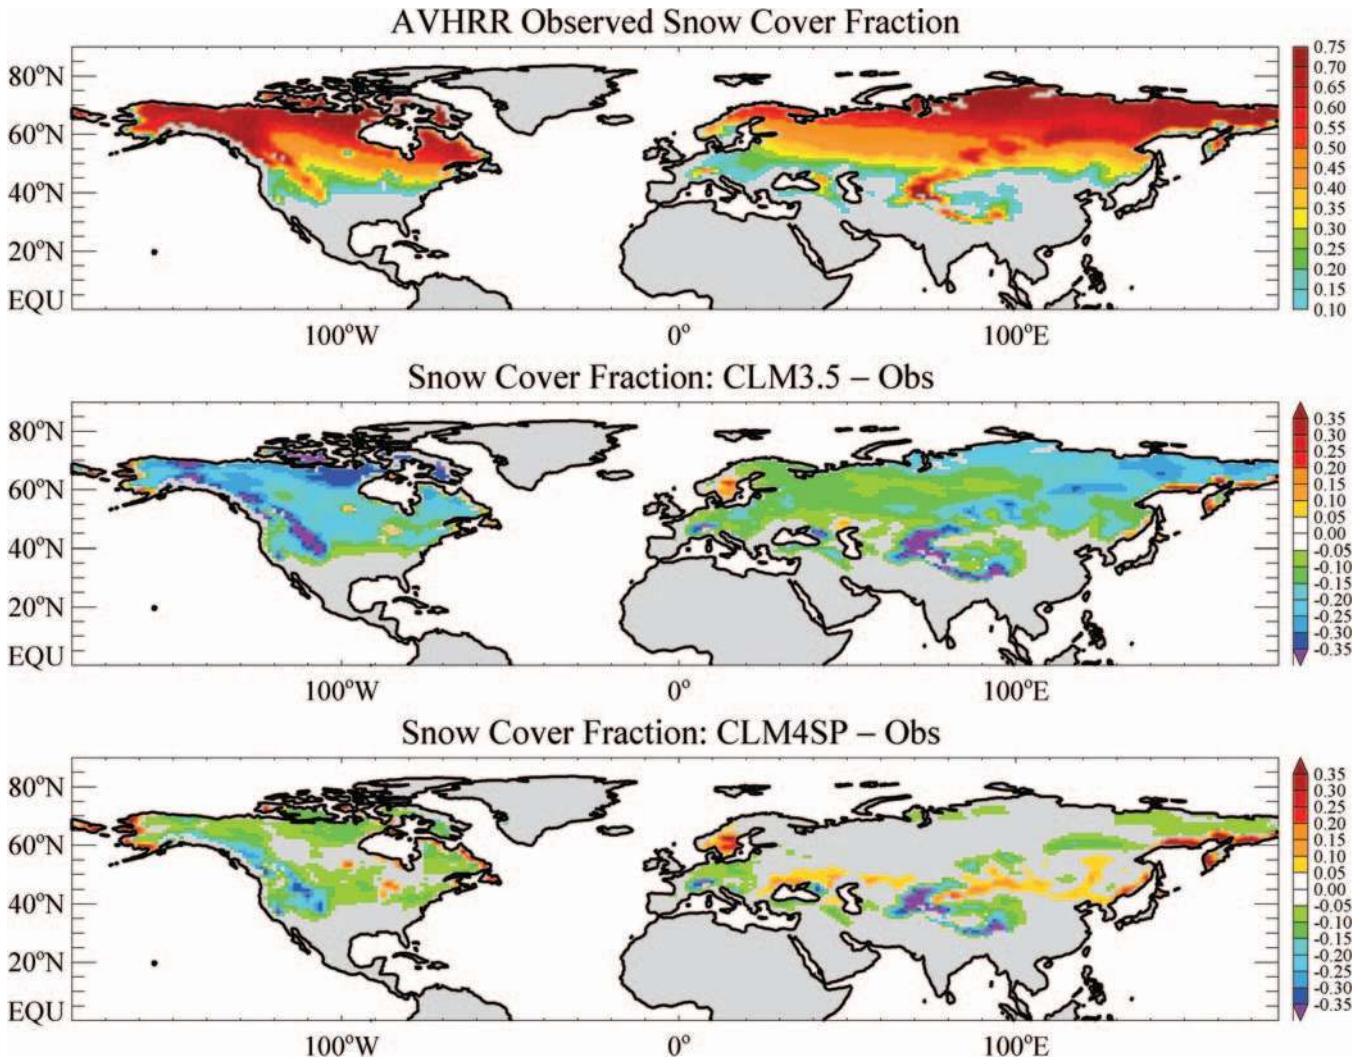 AVHRR Observed Snow Cover Fraction
80°N
60°N
40°N
20°N
EQU
100°W
0°
100°E
0.75
0.70
0.65
0.60
0.55
0.50
0.45
0.40
0.35
0.30
0.25
0.20
0.15
0.10
Snow Cover Fraction: CLM3.5 – Obs
80°N
60°N
40°N
20°N
EQU
100°W
0°
100°E
0.35
0.35
0.20
0.15
0.10
0.05
0.00
-0.05
-0.10
-0.15
-0.20
-0.25
-0.30
-0.35
Snow Cover Fraction: CLM4SP – Obs
80°N
60°N
40°N
20°N
EQU
100°W
0°
100°E
0.35
0.25
0.20
0.15
0.10
0.05
0.00
-0.05
-0.10
-0.15
-0.20
-0.25
-0.30
-0.35